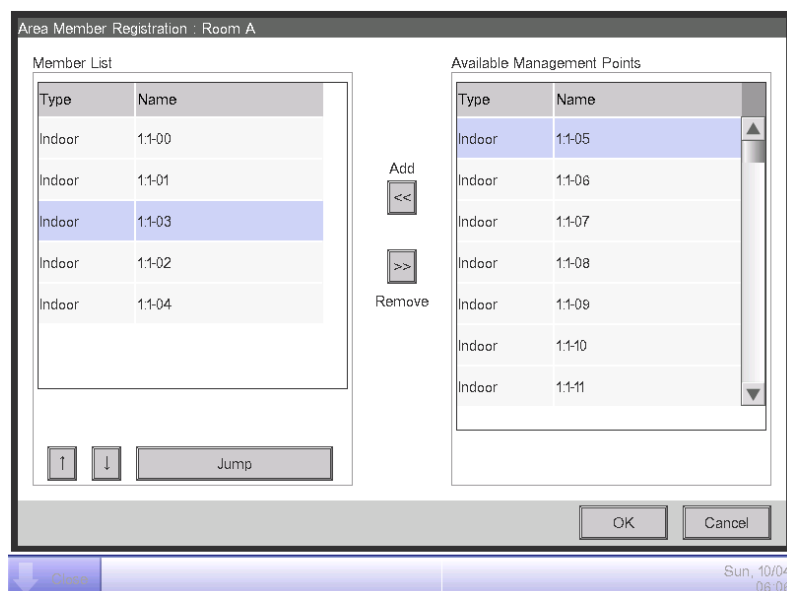 Area Member Registration : Room A
Member List
Available Management Points
Type Name
Type Name
Indoor 1:1-00
Indoor 1:1-01
Indoor 1:1-03
Indoor 1:1-02
Indoor 1:1-04
Add
<<
>>
Remove
Indoor 1:1-05
Indoor 1:1-06
Indoor 1:1-07
Indoor 1:1-08
Indoor 1:1-09
Indoor 1:1-10
Indoor 1:1-11
↑ ↓ Jump
OK Cancel
Close
Sun, 10/04
06:06